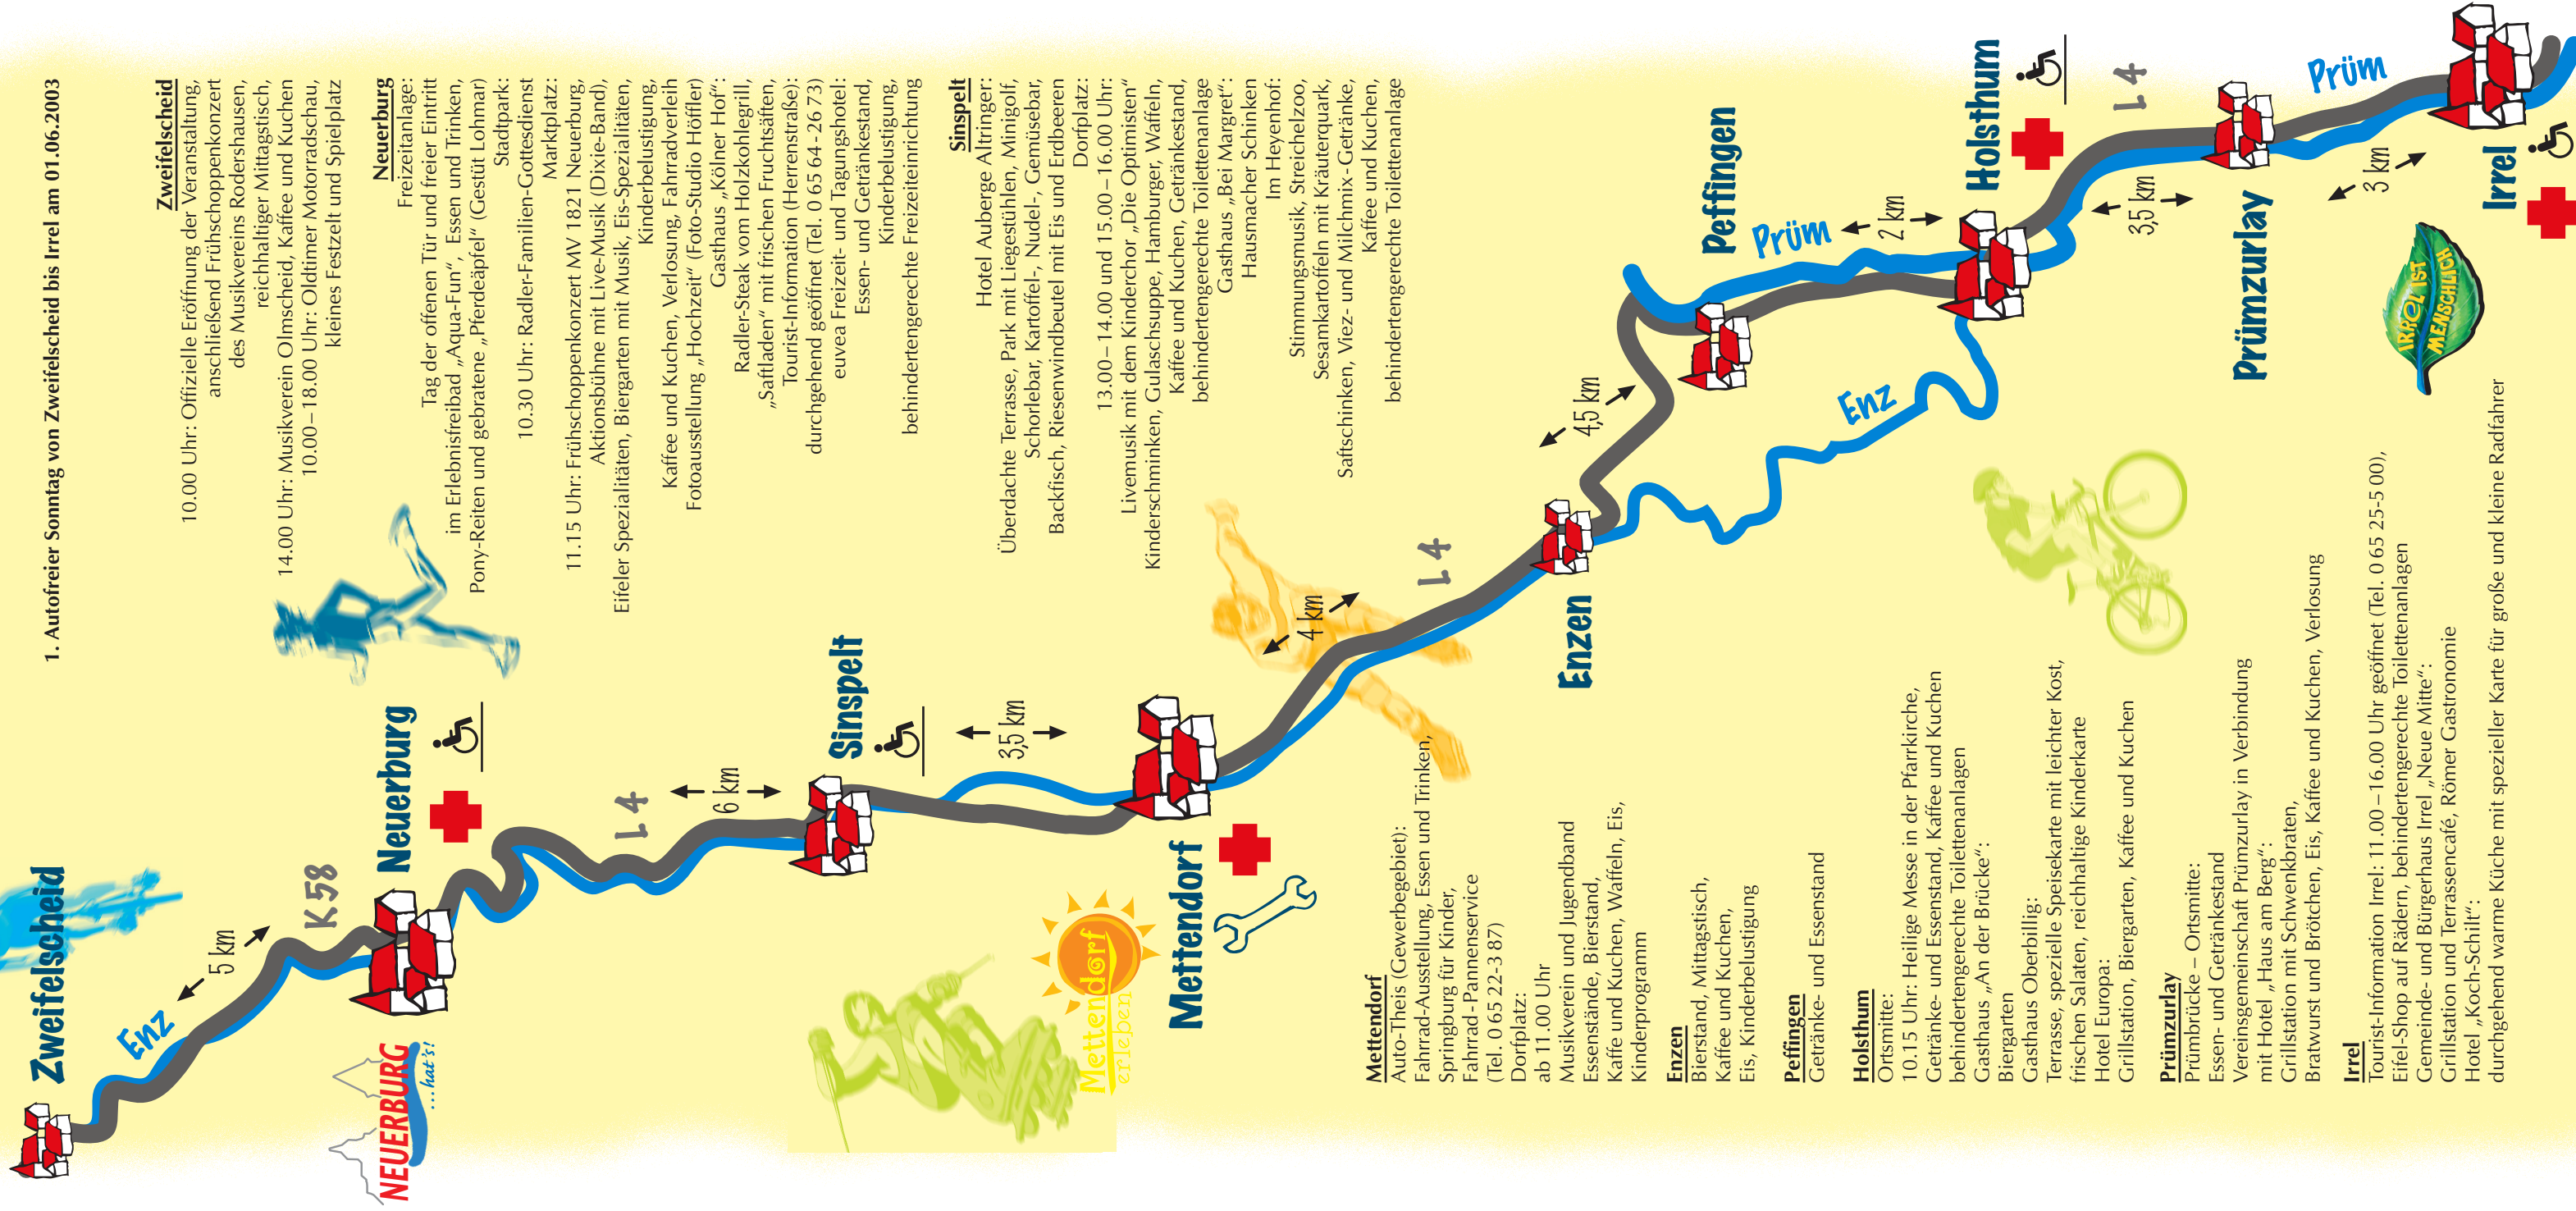 1. Autofreier Sonntag von Zweifelscheid bis Irrel am 01.06.2003
Zweifelscheid
10.00 Uhr: Offizielle Eröffnung der Veranstaltung,
anschließend Frühschoppenkonzert
des Musikvereins Rodershausen,
reichhaltiger Mittagstisch,
14.00 Uhr: Musikverein Olmscheid, Kaffee und Kuchen
10.00–18.00 Uhr: Oldtimer Motorradschau,
kleines Festzelt und Spielplatz
Neuerburg
Freizeitanlage:
Tag der offenen Tür und freier Eintritt
im Erlebnisfreibad „Aqua-Fun“, Essen und Trinken,
Pony-Reiten und gebratene „Pferdeäpfel“ (Gestüt Lohmar)
Stadtpark:
10.30 Uhr: Radler-Familien-Gottesdienst
Marktplatz:
11.15 Uhr: Frühschoppenkonzert MV 1821 Neuerburg,
Aktionsbühne mit Live-Musik (Dixie-Band),
Eifeler Spezialitäten, Biergarten mit Musik, Eis-Spezialitäten,
Kinderbelustigung,
Kaffee und Kuchen, Verlosung, Fahrradverleih
Fotoausstellung „Hochzeit“ (Foto-Studio Höffler)
Gasthaus „Kölner Hof“:
Radler-Steak vom Holzkohlegrill,
„Saftladen“ mit frischen Fruchtsäften,
Tourist-Information (Herrenstraße):
durchgehend geöffnet (Tel. 0 65 64-26 73)
euvea Freizeit- und Tagungshotel:
Essen- und Getränkestand,
Kinderbelustigung,
behindertengerechte Freizeiteinrichtung
Sinspelt
Hotel Auberge Altringer:
Überdachte Terrasse, Park mit Liegestühlen, Minigolf,
Schorlebar, Kartoffel-, Nudel-, Gemüsebar,
Backfisch, Riesenwindbeutel mit Eis und Erdbeeren
Dorfplatz:
13.00–14.00 und 15.00–16.00 Uhr:
Livemusik mit dem Kinderchor „Die Optimisten“
Kinderschminken, Gulaschsuppe, Hamburger, Waffeln,
Kaffee und Kuchen, Getränkestand,
behindertengerechte Toilettenanlage
Gasthaus „Bei Margret“:
Hausmacher Schinken
Im Heyenhof:
Stimmungsmusik, Streichelzoo,
Sesamkartoffeln mit Kräuterquark,
Saftschinken, Viez- und Milchmix-Getränke,
Kaffee und Kuchen,
behindertengerechte Toilettenanlage
Zweifelscheid
Enz
5 km
K 58
Neuerburg
NEUERBURG
...hat's!
L 4
6 km
Sinspelt
3,5 km
Mettendorf
Mettendorf
erleben
4 km
L 4
Enzen
4,5 km
Peffingen
Prüm
Enz
2 km
Holsthum
L 4
3,5 km
Prümzurlay
Prüm
3 km
Irrel
IRREL IST
MENSCHLICH
Mettendorf
Auto-Theis (Gewerbegebiet):
Fahrrad-Ausstellung, Essen und Trinken,
Springburg für Kinder,
Fahrrad-Pannenservice
(Tel. 0 65 22-3 87)
Dorfplatz:
ab 11.00 Uhr
Musikverein und Jugendband
Essenstände, Bierstand,
Kaffe und Kuchen, Waffeln, Eis,
Kinderprogramm
Enzen
Bierstand, Mittagstisch,
Kaffee und Kuchen,
Eis, Kinderbelustigung
Peffingen
Getränke- und Essenstand
Holsthum
Ortsmitte:
10.15 Uhr: Heilige Messe in der Pfarrkirche,
Getränke- und Essenstand, Kaffee und Kuchen
behindertengerechte Toilettenanlagen
Gasthaus „An der Brücke“:
Biergarten
Gasthaus Oberbillig:
Terrasse, spezielle Speisekarte mit leichter Kost,
frischen Salaten, reichhaltige Kinderkarte
Hotel Europa:
Grillstation, Biergarten, Kaffee und Kuchen
Prümzurlay
Prümbrücke – Ortsmitte:
Essen- und Getränkestand
Vereinsgemeinschaft Prümzurlay in Verbindung
mit Hotel „Haus am Berg“:
Grillstation mit Schwenkbraten,
Bratwurst und Brötchen, Eis, Kaffee und Kuchen, Verlosung
Irrel
Tourist-Information Irrel: 11.00–16.00 Uhr geöffnet (Tel. 0 65 25-5 00),
Eifel-Shop auf Rädern, behindertengerechte Toilettenanlagen
Gemeinde- und Bürgerhaus Irrel „Neue Mitte“:
Grillstation und Terrassencafé, Römer Gastronomie
Hotel „Koch-Schilt“:
durchgehend warme Küche mit spezieller Karte für große und kleine Radfahrer